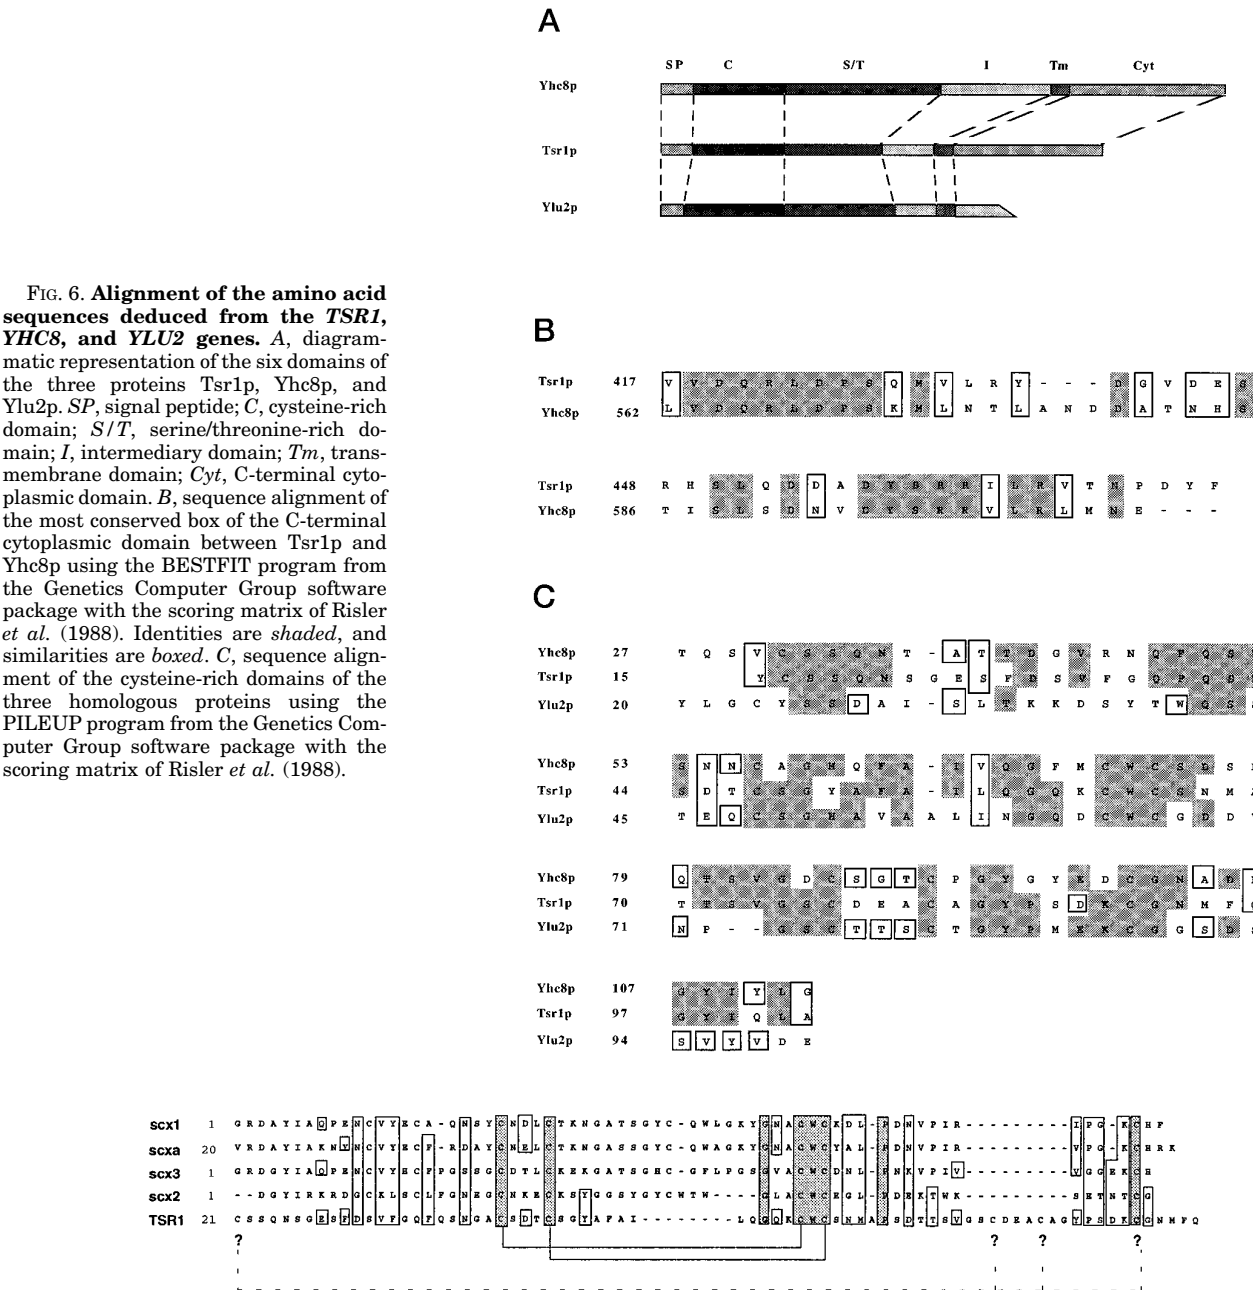 A
SP C S/T I Tm Cyt
Yhc8p
Tsr1p
Ylu2p
FIG. 6. Alignment of the amino acid
sequences deduced from the TSR1,
YHC8, and YLU2 genes. A, diagram-
matic representation of the six domains of
the three proteins Tsr1p, Yhc8p, and
Ylu2p. SP, signal peptide; C, cysteine-rich
domain; S/T, serine/threonine-rich do-
main; I, intermediary domain; Tm, trans-
membrane domain; Cyt, C-terminal cyto-
plasmic domain. B, sequence alignment of
the most conserved box of the C-terminal
cytoplasmic domain between Tsr1p and
Yhc8p using the BESTFIT program from
the Genetics Computer Group software
package with the scoring matrix of Risler
et al. (1988). Identities are shaded, and
similarities are boxed. C, sequence align-
ment of the cysteine-rich domains of the
three homologous proteins using the
PILEUP program from the Genetics Com-
puter Group software package with the
scoring matrix of Risler et al. (1988).
B
Tsr1p 417 V V D Q R L D P S Q M V L R Y - - - D G V D E S
Yhc8p 562 L V D Q R L D P S K M L N T L A N D D A T N H S
Tsr1p 448 R H S L Q D D A D Y S R R I L R V T N P D Y F
Yhc8p 586 T I S L S D N V D Y S R K V L R L M N E - - -
C
Yhc8p 27 T Q S V C S S Q N T - A T T D G V R N Q F Q S
Tsr1p 15 Y C S S Q N S G E S F D S V F G Q F Q S
Ylu2p 20 Y L G C Y S S D A I - S L T K K D S Y T W Q S
Yhc8p 53 S N N C A G H Q F A - I V Q G F M C W C S D S
Tsr1p 44 S D T C S G Y A F A - I L Q G Q K C W C S N M
Ylu2p 45 T E Q C S G H A V A A L I N G Q D C W C G D D
Yhc8p 79 Q T S V G D C S G T C P G Y G Y E D C G N A D
Tsr1p 70 T T S V G S C D E A C A G Y P S D K C G N M F
Ylu2p 71 N P - - G S C T T S C T G Y P M E K C G G S D
Yhc8p 107 G Y I Y L G
Tsr1p 97 G Y I Q L A
Ylu2p 94 S V Y V D E
scx1 1 G R D A Y I A Q P E N C V Y E C A - Q N S Y C N D L C T K N G A T S G Y C - Q W L G K Y G N A C W C K D L - P D N V P I R - - - - - - - - - I P G - K C H F
scxa 20 V R D A Y I A K N Y N C V Y E C F - R D A Y C N E L C T K N G A S S G Y C - Q W A G K Y G N A C W C Y A L - P D N V P I R - - - - - - - - - V P G - K C H R K
scx3 1 G R D G Y I A Q P E N C V Y H C F P G S S G C D T L C K E K G A T S G H C - G F L P G S G V A C W C D N L - P N K V P I V - - - - - - - - - V G G E K C H
scx2 1 - - D G Y I R K R D G C K L S C L F G N E G C N K E C K S Y G G S Y G Y C W T W - - - - G L A C W C E G L - P D E K T W K - - - - - - - - - S E T N T C G
TSR1 21 C S S Q N S G E S F D S V F G Q F Q S N G A C S D T C S G Y A F A I - - - - - - - L Q G Q K C W C S N M A P S D T T S V G S C D E A C A G Y P S D K C G N M F Q
? ? ? ?